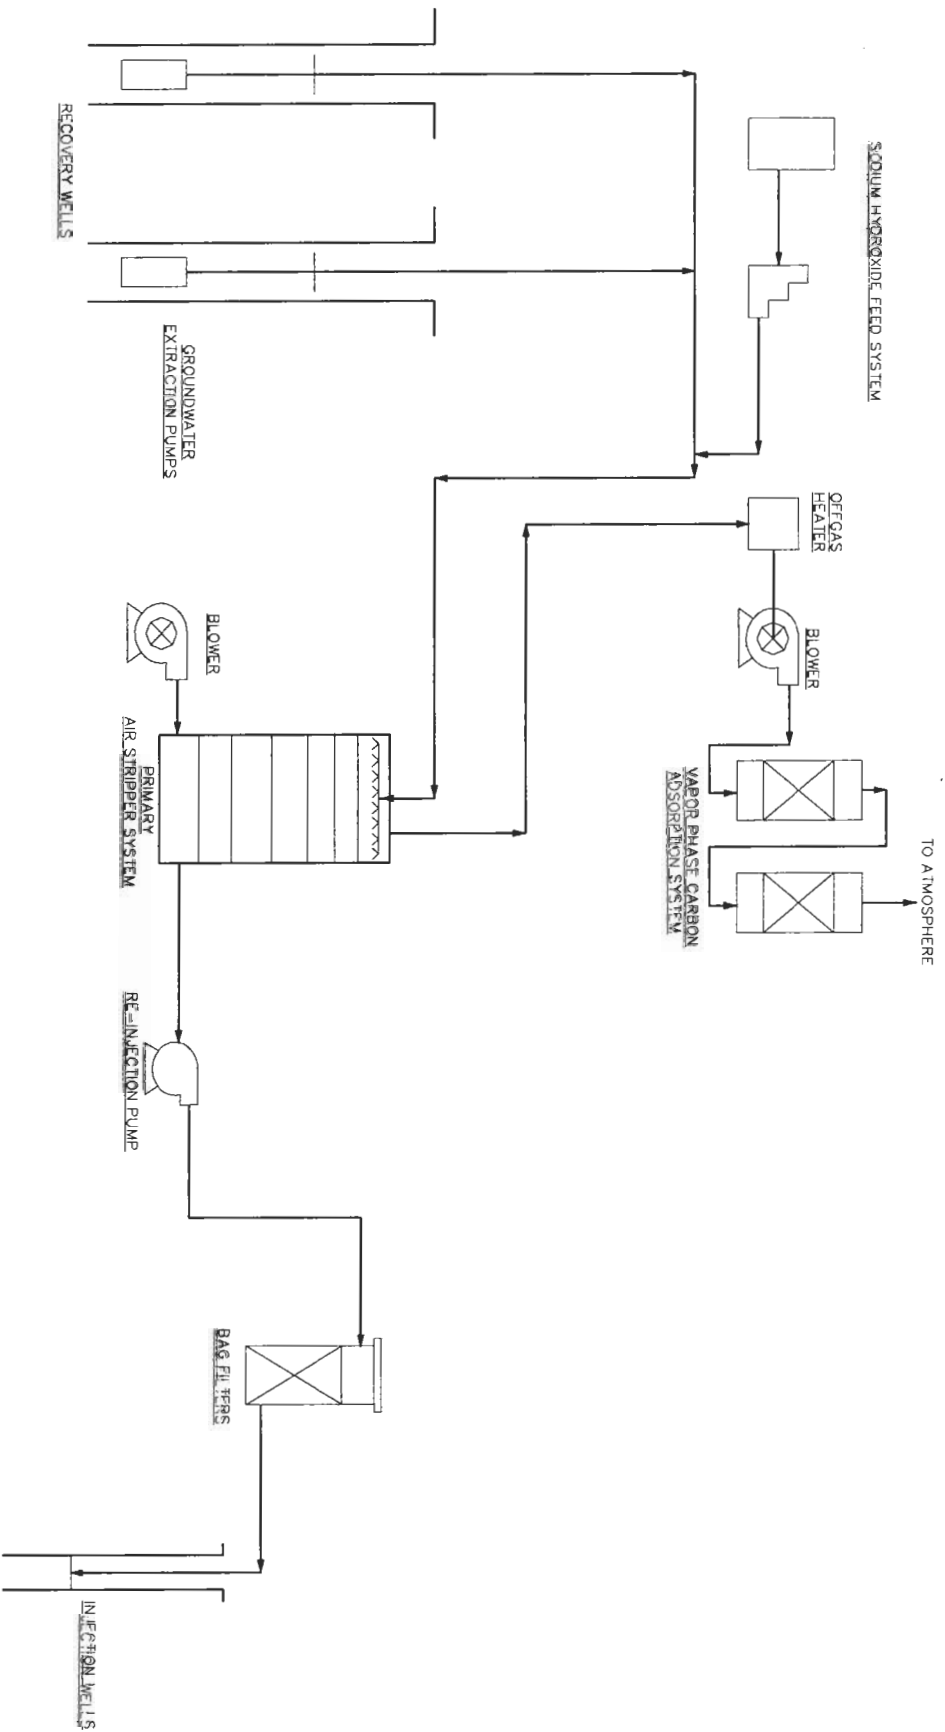 SODIUM HYDROXIDE FEED SYSTEM
OFFGAS
HEATER
BLOWER
TO ATMOSPHERE
VAPOR PHASE CARBON
ADSORPTION SYSTEM
RECOVERY WELLS
GROUNDWATER
EXTRACTION PUMPS
BLOWER
PRIMARY
AIR STRIPPER SYSTEM
RE-INJECTION PUMP
BAG FILTERS
INJECTION WELLS